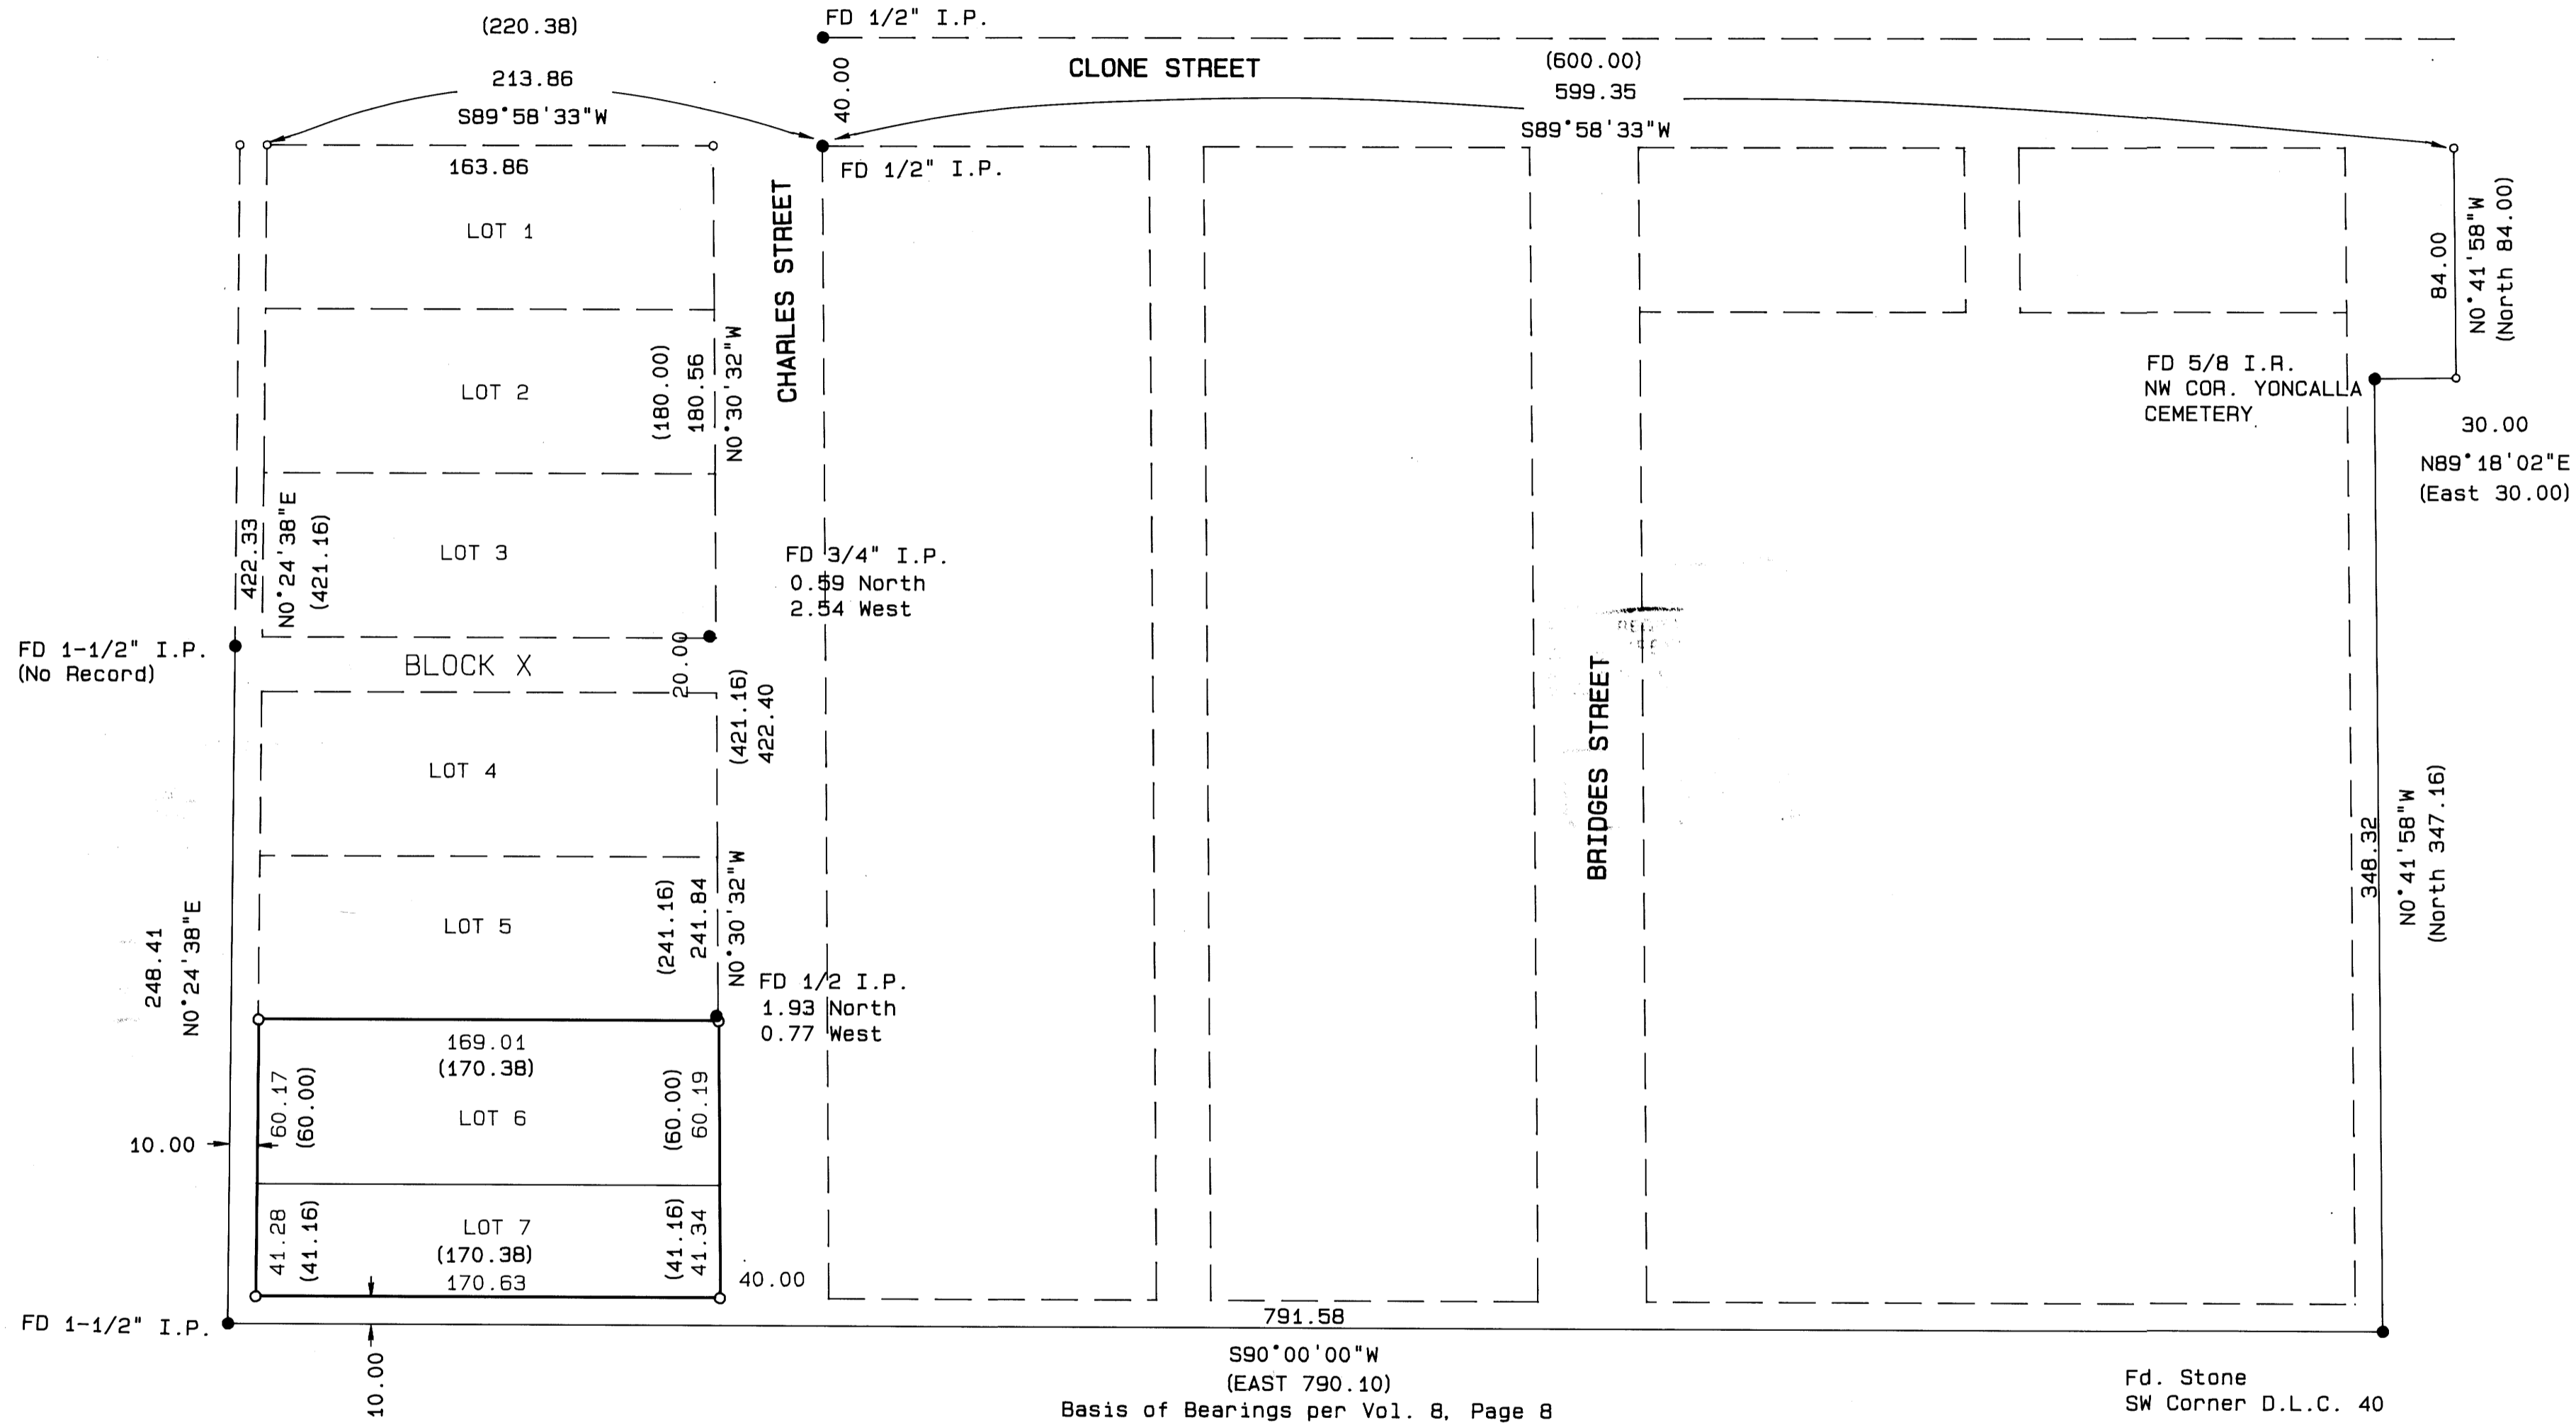 (220.38)
213.86
S89°58'33"W
163.86
FD 1/2" I.P.
40.00
CLONE STREET
(600.00)
599.35
S89°58'33"W
FD 1/2" I.P.
CHARLES STREET
LOT 1
LOT 2
(180.00)
180.56
N0°30'32"W
LOT 3
422.33
N0°24'38"E
(421.16)
FD 3/4" I.P.
0.59 North
2.54 West
84.00
N0°41'58"W
(North 84.00)
FD 5/8 I.R.
NW COR. YONCALLA
CEMETERY
30.00
N89°18'02"E
(East 30.00)
FD 1-1/2" I.P.
(No Record)
BLOCK X
20.00
(421.16)
422.40
LOT 4
BRIDGES STREET
348.32
N0°41'58"W
(North 347.16)
LOT 5
(241.16)
241.84
N0°30'32"W
248.41
N0°24'38"E
FD 1/2 I.P.
1.93 North
0.77 West
169.01
(170.38)
60.17
(60.00)
LOT 6
(60.00)
60.19
10.00
41.28
(41.16)
LOT 7
(170.38)
170.63
(41.16)
41.34
40.00
FD 1-1/2" I.P.
10.00
791.58
S90°00'00"W
(EAST 790.10)
Basis of Bearings per Vol. 8, Page 8
Fd. Stone
SW Corner D.L.C. 40